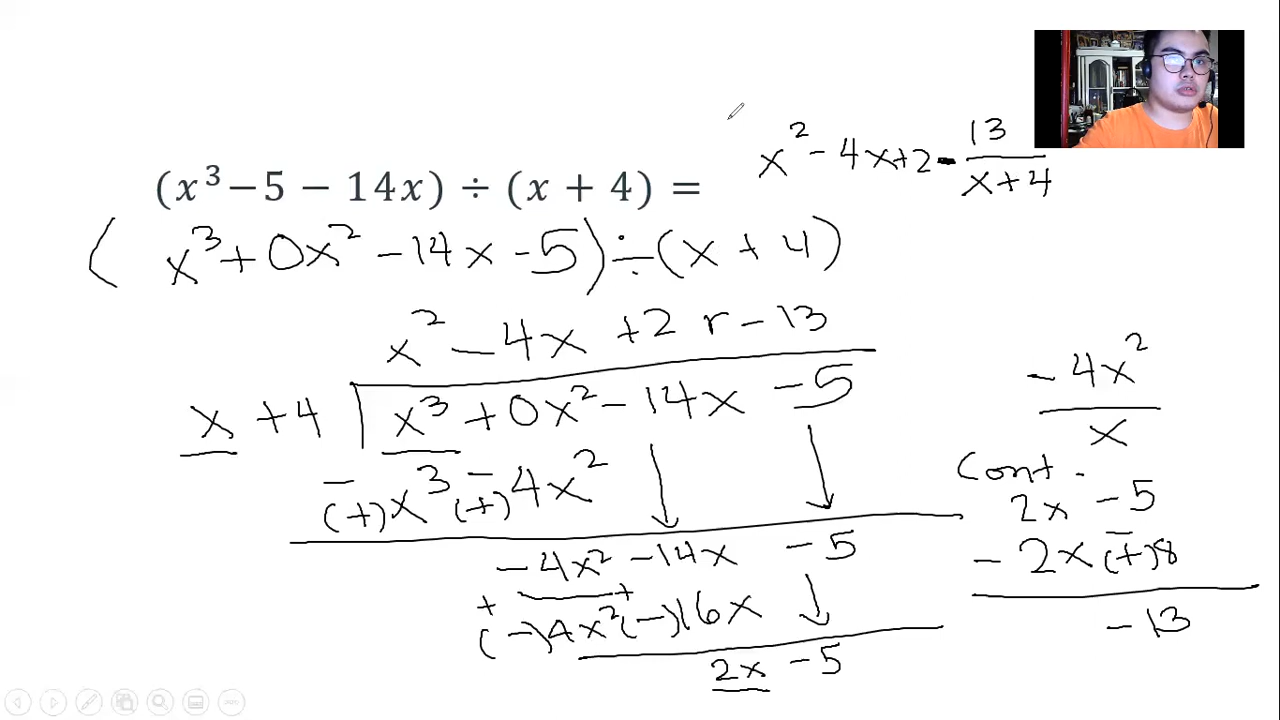 (x³−5 − 14x) ÷ (x + 4) =
x² - 4x+2 - 13/(x+4)
(x³+0x² -14x -5)÷(x + 4)
x² - 4x +2 r - 13
x +4 x³ +0x² - 14x - 5
− −
(+)x³ (+)4x²
-4x² -14x - 5
+ +
(-)4x²(-)16x
2x - 5
-4x²/x
Cont.
2x - 5
−
- 2x (+)8
- 13